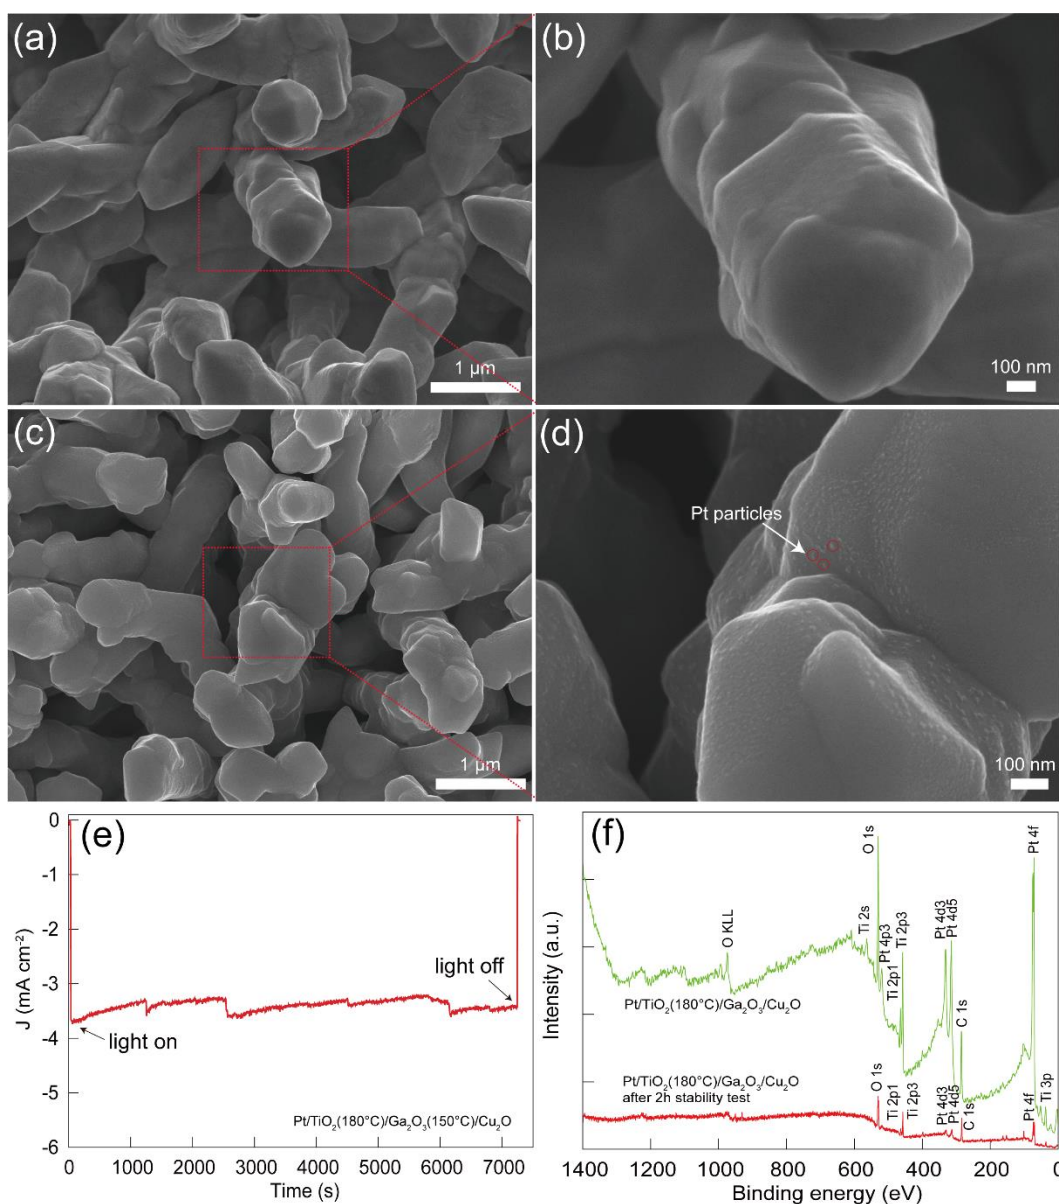 (a)
1 µm
(b)
100 nm
(c)
1 µm
(d)
Pt particles
100 nm
(e)
0
-1
-2
-3
-4
-5
-6
J (mA cm-2)
light on
light off
Pt/TiO2(180°C)/Ga2O3(150°C)/Cu2O
0 1000 2000 3000 4000 5000 6000 7000
Time (s)
(f)
Intensity (a.u.)
O KLL
Ti 2s
O 1s
Pt 4p3
Ti 2p1
Ti 2p3
Pt 4d3
Pt 4d5
C 1s
Pt 4f
Ti 3p
Pt/TiO2(180°C)/Ga2O3/Cu2O
Pt/TiO2(180°C)/Ga2O3/Cu2O
after 2h stability test
O 1s
Ti 2p1
Ti 2p3
Pt 4d3
Pt 4d5
C 1s
Pt 4f
1400 1200 1000 800 600 400 200 0
Binding energy (eV)